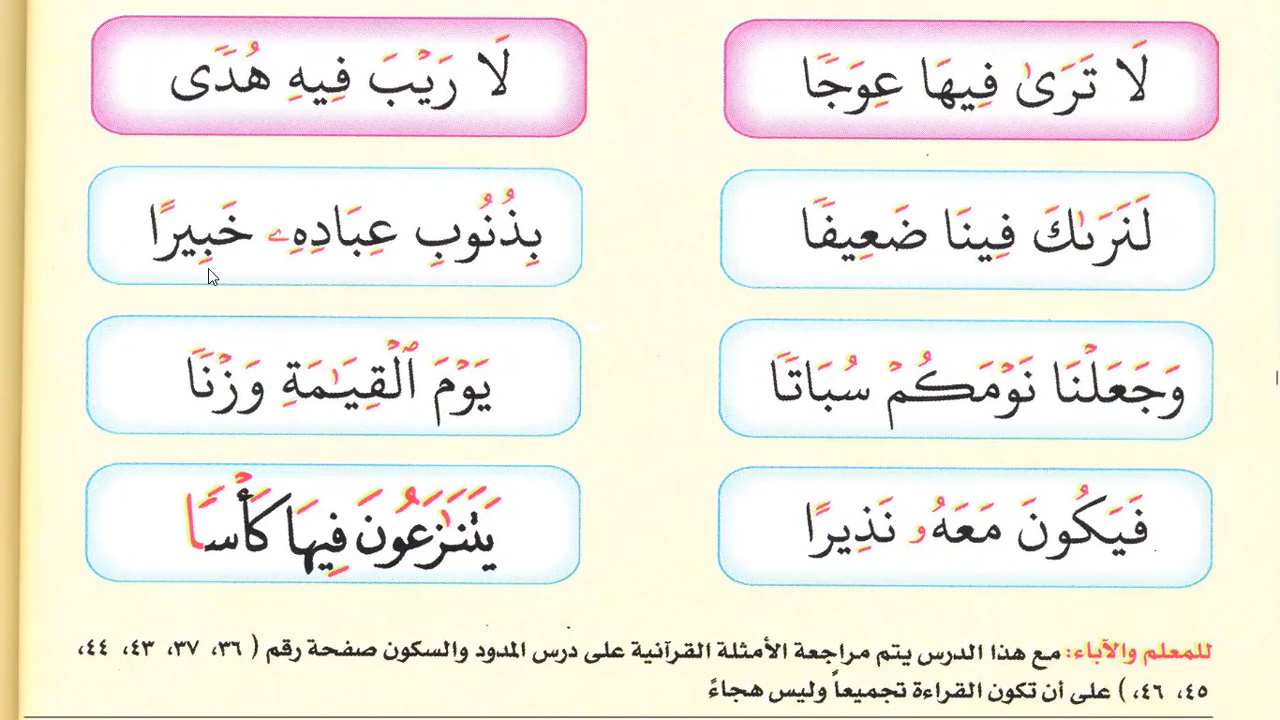 لَا تَرَىٰ فِيهَا عِوَجًا
لَا رَيْبَ فِيهِ هُدًى
لَنَرَىٰكَ فِينَا ضَعِيفًا
بِذُنُوبِ عِبَادِهِۦ خَبِيرًا
وَجَعَلْنَا نَوْمَكُمْ سُبَاتًا
يَوْمَ ٱلْقِيَـٰمَةِ وَزْنًا
فَيَكُونَ مَعَهُۥ نَذِيرًا
يَتَنَـٰزَعُونَ فِيهَا كَأْسًا
للمعلم والآباء: مع هذا الدرس يتم مراجعة الأمثلة القرآنية على درس المدود والسكون صفحة رقم ( ٣٦، ٣٧، ٤٣، ٤٤،
٤٥، ٤٦، ) على أن تكون القراءة تجميعاً وليس هجاءً